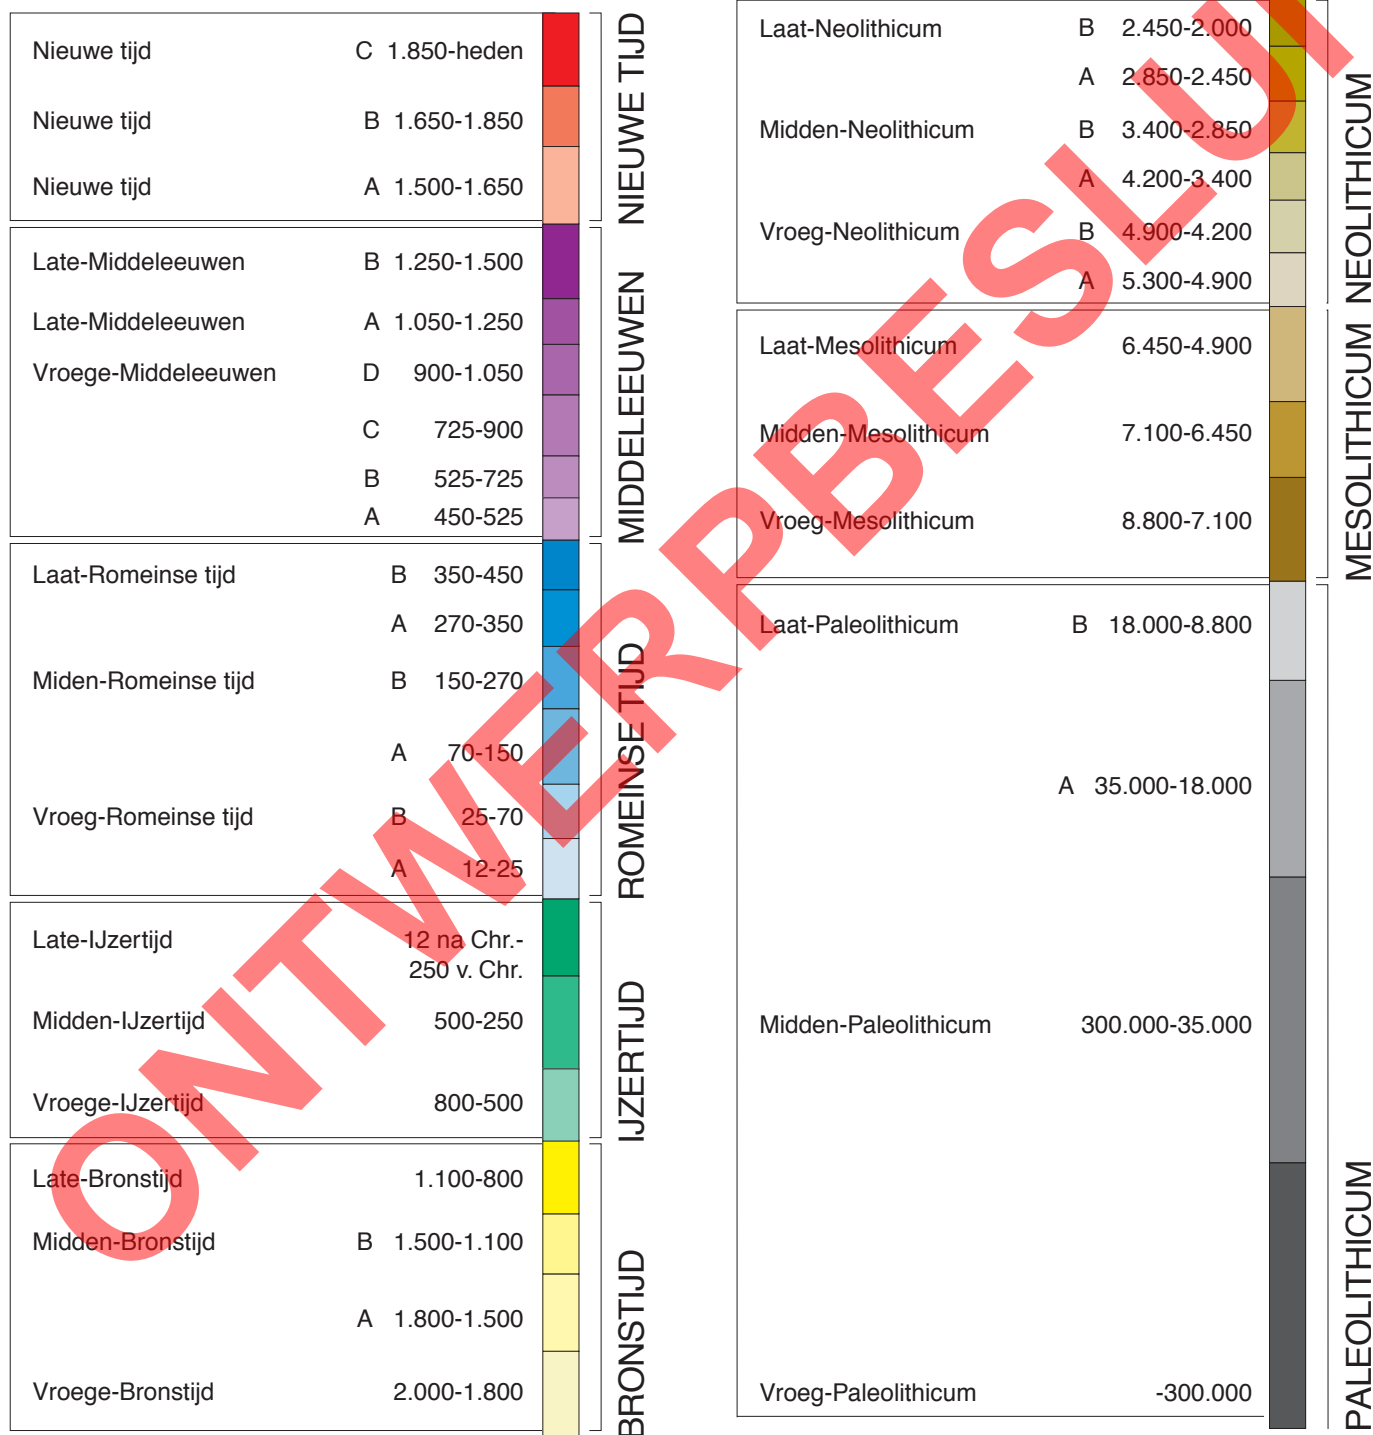 Nieuwe tijd C 1.850-heden
Nieuwe tijd B 1.650-1.850
Nieuwe tijd A 1.500-1.650
NIEUWE TIJD
Late-Middeleeuwen B 1.250-1.500
Late-Middeleeuwen A 1.050-1.250
Vroege-Middeleeuwen D 900-1.050
C 725-900
B 525-725
A 450-525
MIDDELEEUWEN
Laat-Romeinse tijd B 350-450
A 270-350
Miden-Romeinse tijd B 150-270
A 70-150
Vroeg-Romeinse tijd B 25-70
A 12-25
ROMEINSE TIJD
Late-IJzertijd 12 na Chr.-
250 v. Chr.
Midden-IJzertijd 500-250
Vroege-IJzertijd 800-500
IJZERTIJD
Late-Bronstijd 1.100-800
Midden-Bronstijd B 1.500-1.100
A 1.800-1.500
Vroege-Bronstijd 2.000-1.800
BRONSTIJD
Laat-Neolithicum B 2.450-2.000
A 2.850-2.450
Midden-Neolithicum B 3.400-2.850
A 4.200-3.400
Vroeg-Neolithicum B 4.900-4.200
A 5.300-4.900
NEOLITHICUM
Laat-Mesolithicum 6.450-4.900
Midden-Mesolithicum 7.100-6.450
Vroeg-Mesolithicum 8.800-7.100
MESOLITHICUM
Laat-Paleolithicum B 18.000-8.800
A 35.000-18.000
Midden-Paleolithicum 300.000-35.000
Vroeg-Paleolithicum -300.000
PALEOLITHICUM
ONTWERPBESLUI